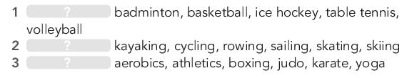 1 ? badminton, basketball, ice hockey, table tennis,
volleyball
2 ? kayaking, cycling, rowing, sailing, skating, skiing
3 ? aerobics, athletics, boxing, judo, karate, yoga